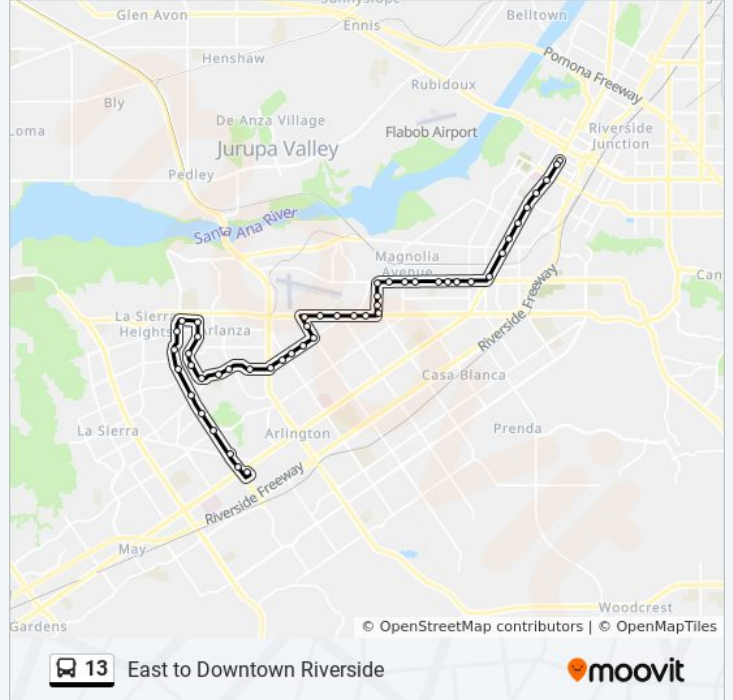 Sunnyslope
Glen Avon
Belltown
Ennis
Henshaw
Pomona Freeway
Rubidoux
Bly
De Anza Village
Loma
Flabob Airport
Riverside
Junction
Jurupa Valley
Pedley
Santa Ana River
Magnolia
Avenue
Can
La Sierra
Heights
Arlanza
Riverside Freeway
Casa Blanca
La Sierra
Arlington
Prenda
Riverside Freeway
May
Woodcrest
Gardens
© OpenStreetMap contributors | © OpenMapTiles
13 East to Downtown Riverside moovit